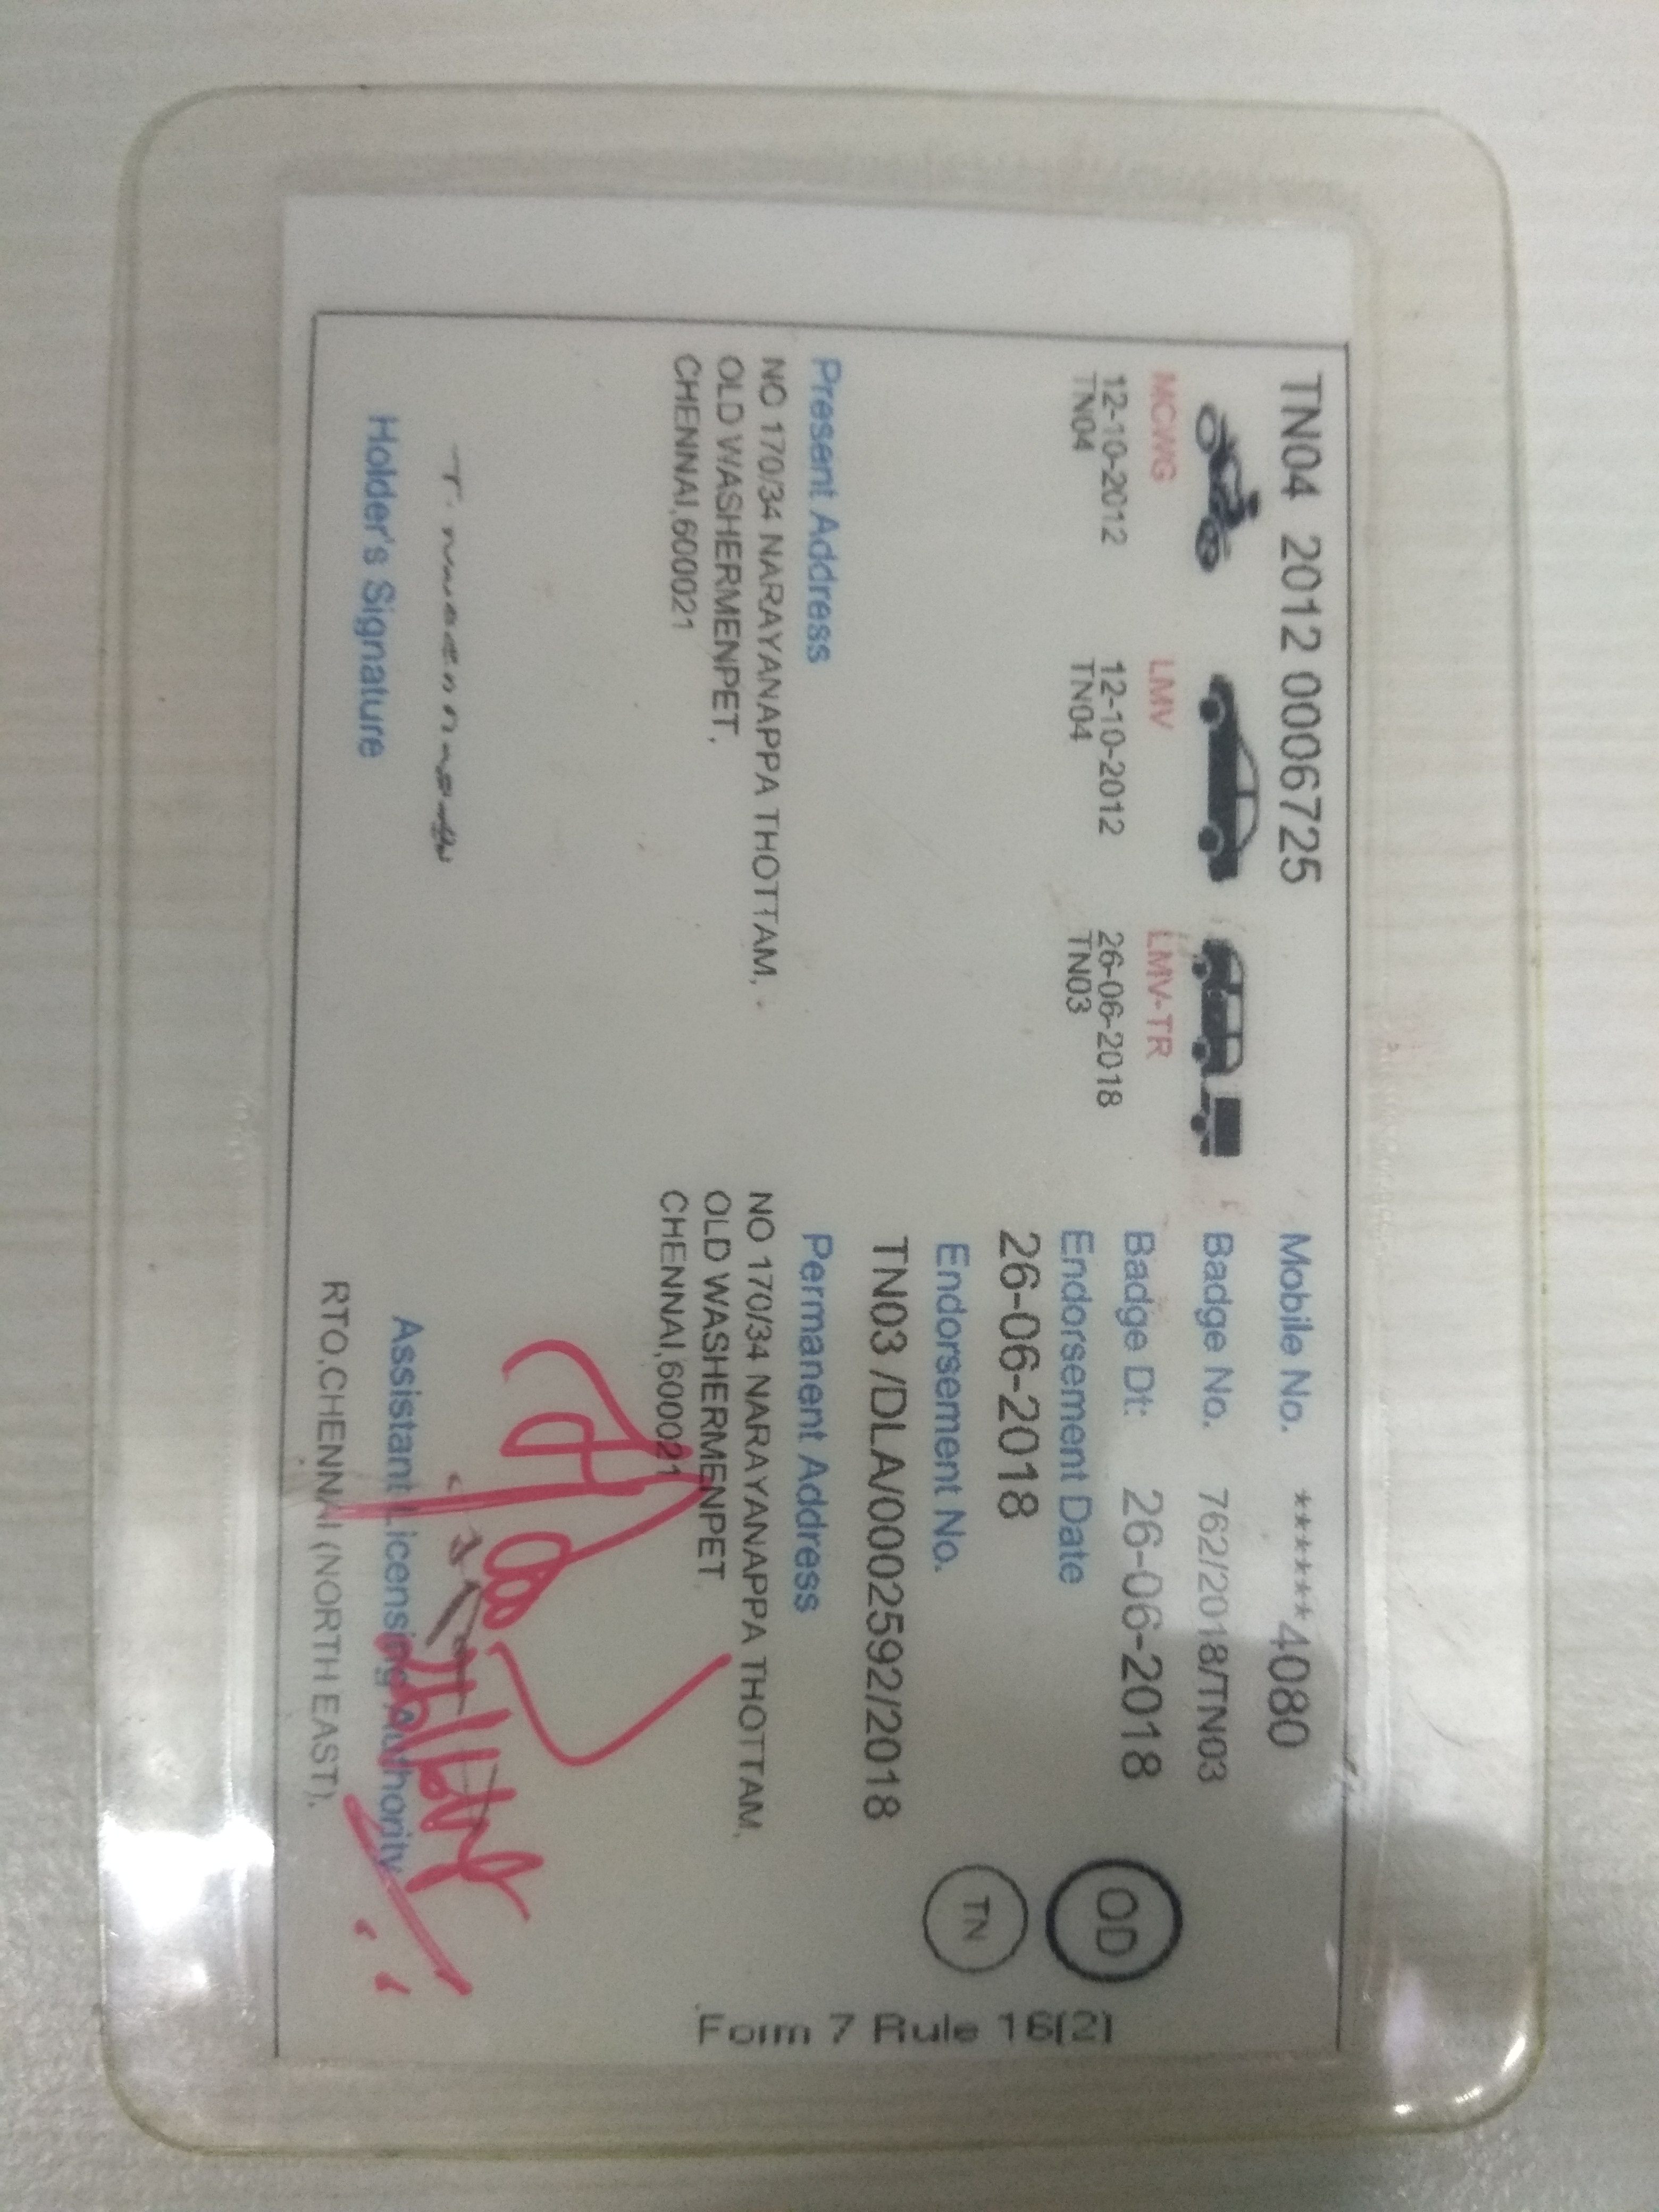 TN04 2012 0006725
MCWG
12-10-2012
TN04
LMV
12-10-2012
TN04
LMV-TR
26-06-2018
TN03
Mobile No. ******4080
Badge No. 762/2018/TN03
Badge Dt: 26-06-2018
Endorsement Date
26-06-2018
Endorsement No.
TN03 /DLA/0002592/2018
OD
TN
Present Address
NO 170/34 NARAYANAPPA THOTTAM,
OLD WASHERMENPET,
CHENNAI,600021
Permanent Address
NO 170/34 NARAYANAPPA THOTTAM,
OLD WASHERMENPET
CHENNAI,600021
Holder's Signature
Assistant Licensing Authority
RTO,CHENNAI (NORTH EAST).
Form 7 Rule 16(2)